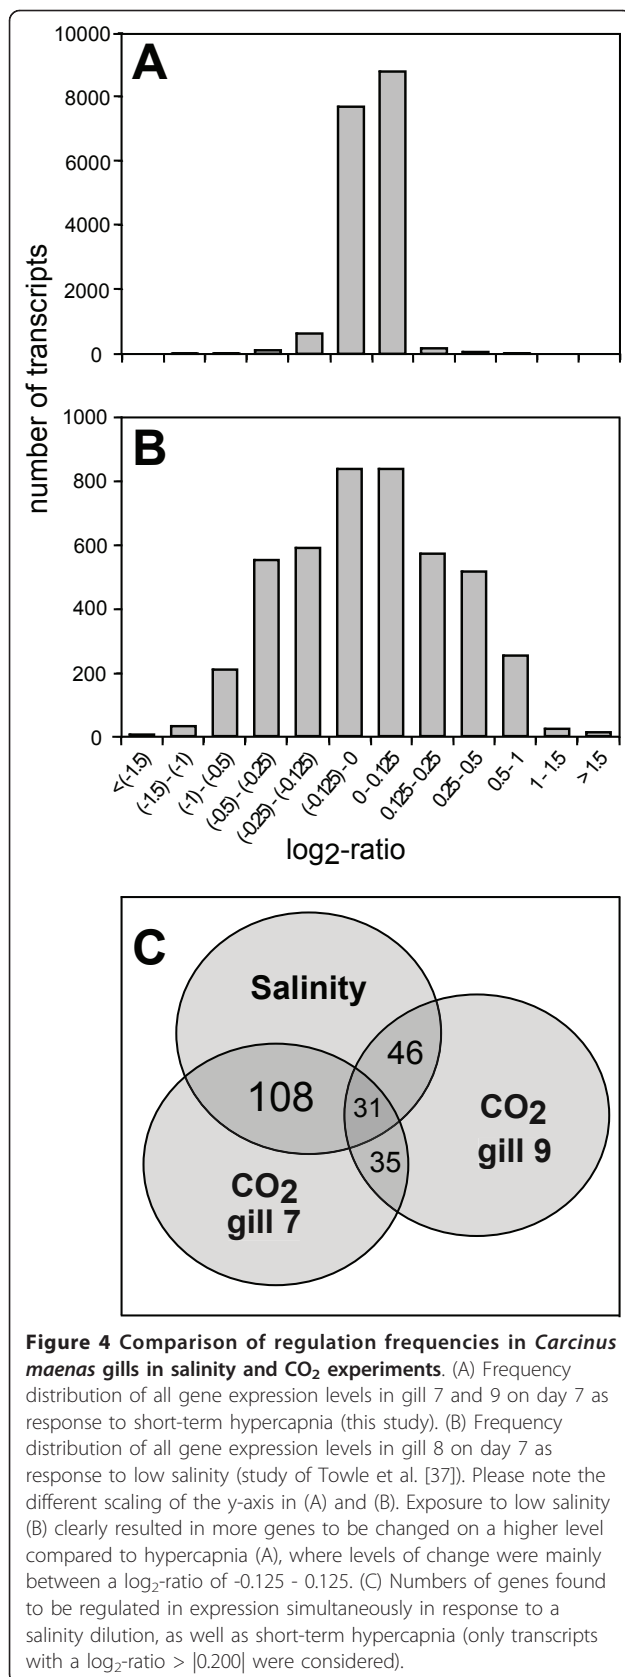 A
10000
8000
6000
4000
2000
0
number of transcripts
B
1000
800
600
400
200
0
<(-1.5)
(-1.5) - (-1)
(-1) - (-0.5)
(-0.5) - (-0.25)
(-0.25) - (-0.125)
(-0.125) - 0
0 - 0.125
0.125 - 0.25
0.25 - 0.5
0.5 - 1
1 - 1.5
> 1.5
log2-ratio
C
Salinity
46
108
31
CO2
gill 9
35
CO2
gill 7
Figure 4 Comparison of regulation frequencies in Carcinus
maenas gills in salinity and CO2 experiments. (A) Frequency
distribution of all gene expression levels in gill 7 and 9 on day 7 as
response to short-term hypercapnia (this study). (B) Frequency
distribution of all gene expression levels in gill 8 on day 7 as
response to low salinity (study of Towle et al. [37]). Please note the
different scaling of the y-axis in (A) and (B). Exposure to low salinity
(B) clearly resulted in more genes to be changed on a higher level
compared to hypercapnia (A), where levels of change were mainly
between a log2-ratio of -0.125 - 0.125. (C) Numbers of genes found
to be regulated in expression simultaneously in response to a
salinity dilution, as well as short-term hypercapnia (only transcripts
with a log2-ratio > |0.200| were considered).